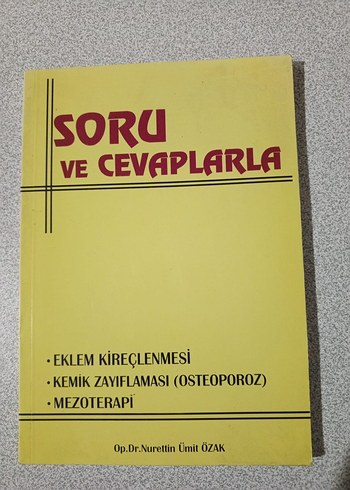 SORU
VE CEVAPLARLA
• EKLEM KİREÇLENMESİ
• KEMİK ZAYIFLAMASI (OSTEOPOROZ)
• MEZOTERAPİ
Op.Dr.Nurettin Ümit ÖZAK